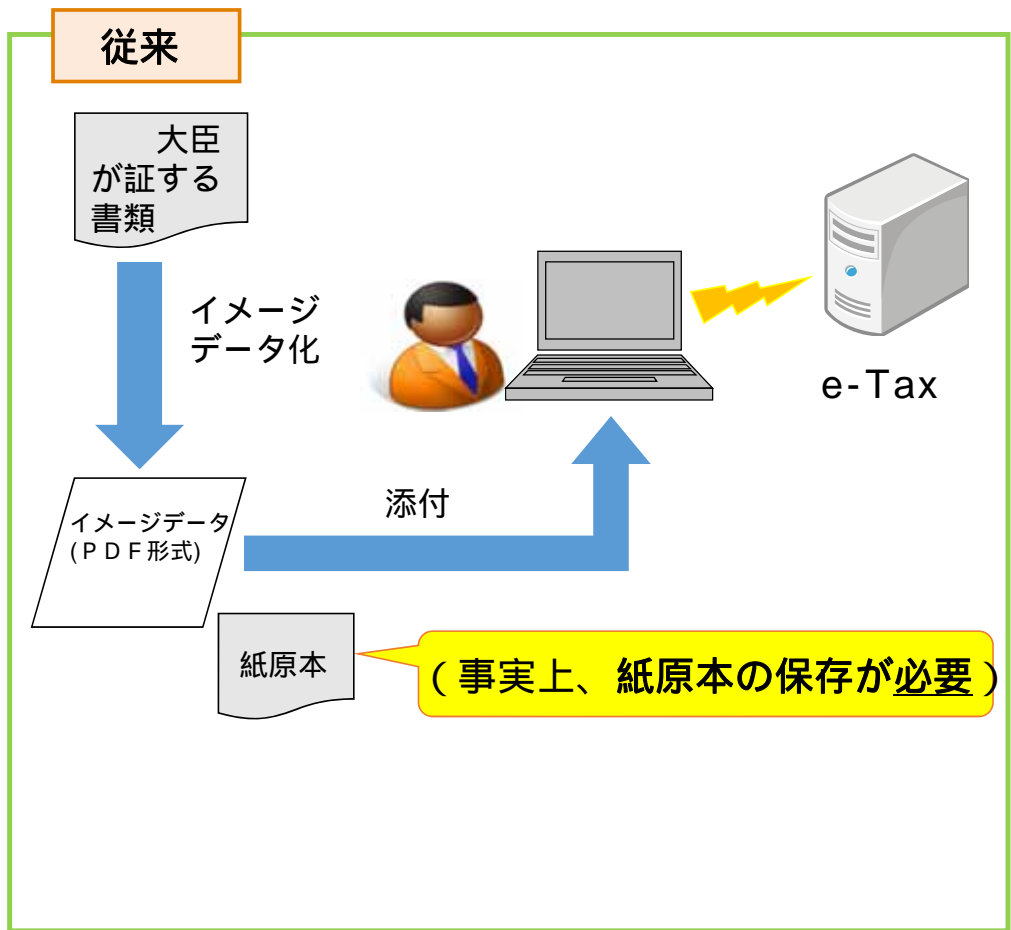 従来
大臣
が証する
書類
イメージ
データ化
e-Tax
イメージデータ
(ＰＤＦ形式)
添付
紙原本
（事実上、紙原本の保存が必要）